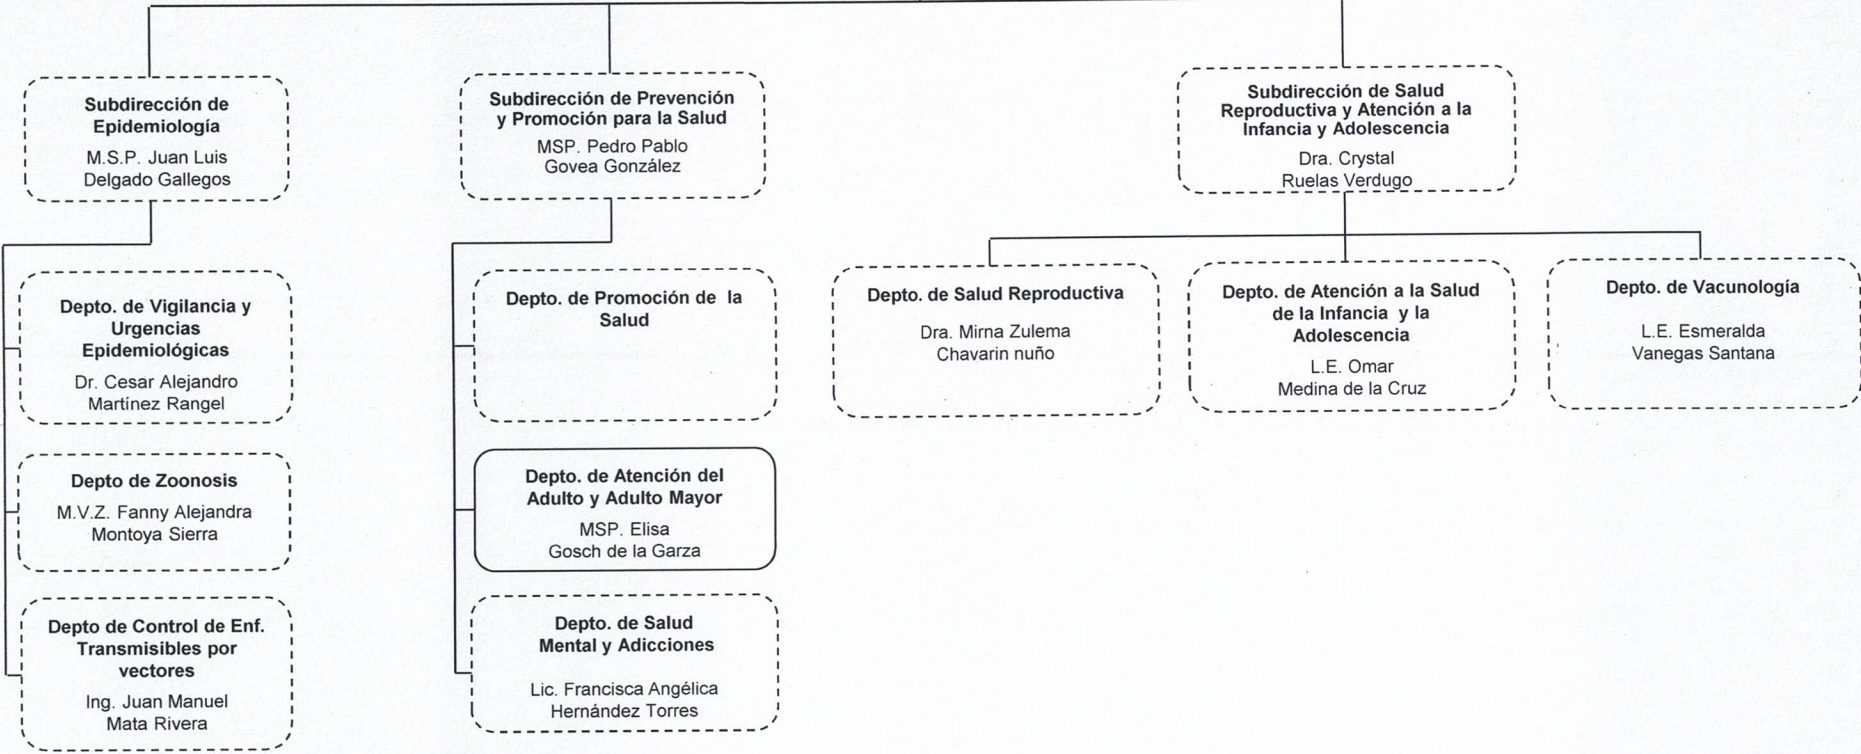 Subdirección de
Epidemiología
M.S.P. Juan Luis
Delgado Gallegos
Subdirección de Prevención
y Promoción para la Salud
MSP. Pedro Pablo
Govea González
Subdirección de Salud
Reproductiva y Atención a la
Infancia y Adolescencia
Dra. Crystal
Ruelas Verdugo
Depto. de Vigilancia y
Urgencias
Epidemiológicas
Dr. Cesar Alejandro
Martínez Rangel
Depto de Zoonosis
M.V.Z. Fanny Alejandra
Montoya Sierra
Depto de Control de Enf.
Transmisibles por
vectores
Ing. Juan Manuel
Mata Rivera
Depto. de Promoción de la
Salud
Depto. de Atención del
Adulto y Adulto Mayor
MSP. Elisa
Gosch de la Garza
Depto. de Salud
Mental y Adicciones
Lic. Francisca Angélica
Hernández Torres
Depto. de Salud Reproductiva
Dra. Mirna Zulema
Chavarin nuño
Depto. de Atención a la Salud
de la Infancia y la
Adolescencia
L.E. Omar
Medina de la Cruz
Depto. de Vacunología
L.E. Esmeralda
Vanegas Santana